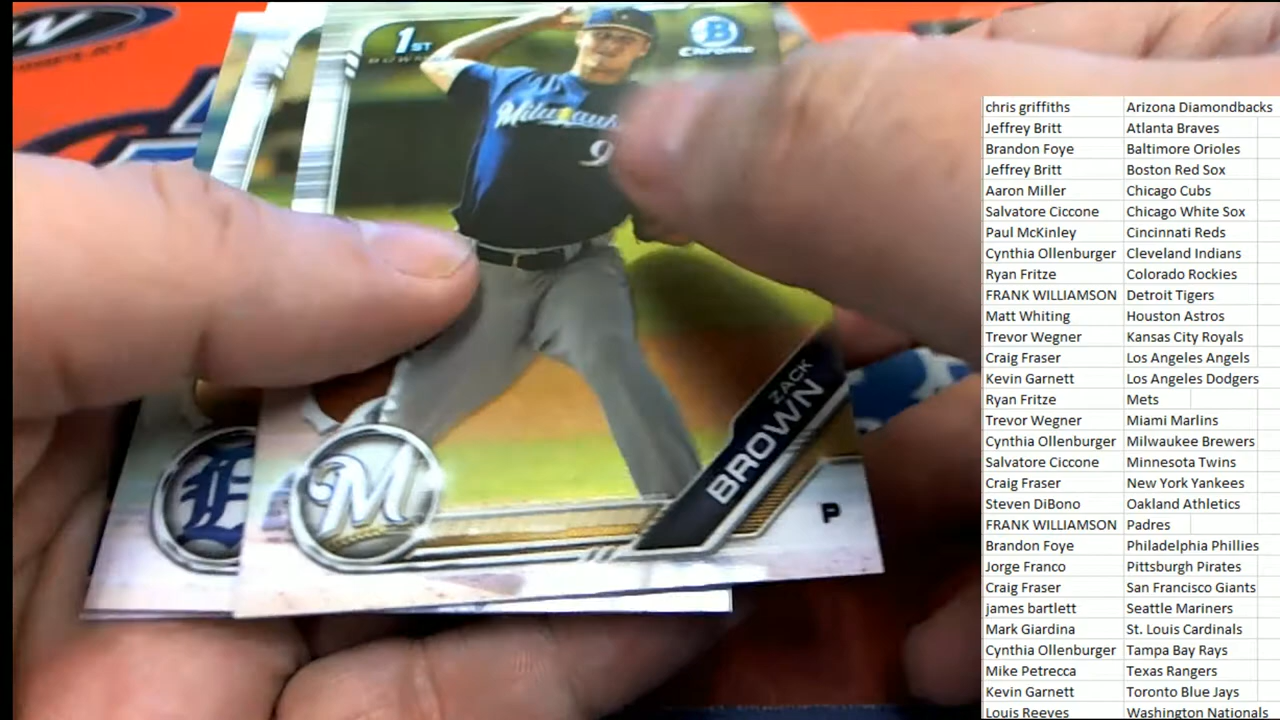 1ST
BOWM
B
Chrome
Milwauk
9
M
ZACK
BROWN
P
chris griffiths Arizona Diamondbacks
Jeffrey Britt Atlanta Braves
Brandon Foye Baltimore Orioles
Jeffrey Britt Boston Red Sox
Aaron Miller Chicago Cubs
Salvatore Ciccone Chicago White Sox
Paul McKinley Cincinnati Reds
Cynthia Ollenburger Cleveland Indians
Ryan Fritze Colorado Rockies
FRANK WILLIAMSON Detroit Tigers
Matt Whiting Houston Astros
Trevor Wegner Kansas City Royals
Craig Fraser Los Angeles Angels
Kevin Garnett Los Angeles Dodgers
Ryan Fritze Mets
Trevor Wegner Miami Marlins
Cynthia Ollenburger Milwaukee Brewers
Salvatore Ciccone Minnesota Twins
Craig Fraser New York Yankees
Steven DiBono Oakland Athletics
FRANK WILLIAMSON Padres
Brandon Foye Philadelphia Phillies
Jorge Franco Pittsburgh Pirates
Craig Fraser San Francisco Giants
james bartlett Seattle Mariners
Mark Giardina St. Louis Cardinals
Cynthia Ollenburger Tampa Bay Rays
Mike Petrecca Texas Rangers
Kevin Garnett Toronto Blue Jays
Louis Reeves Washington Nationals